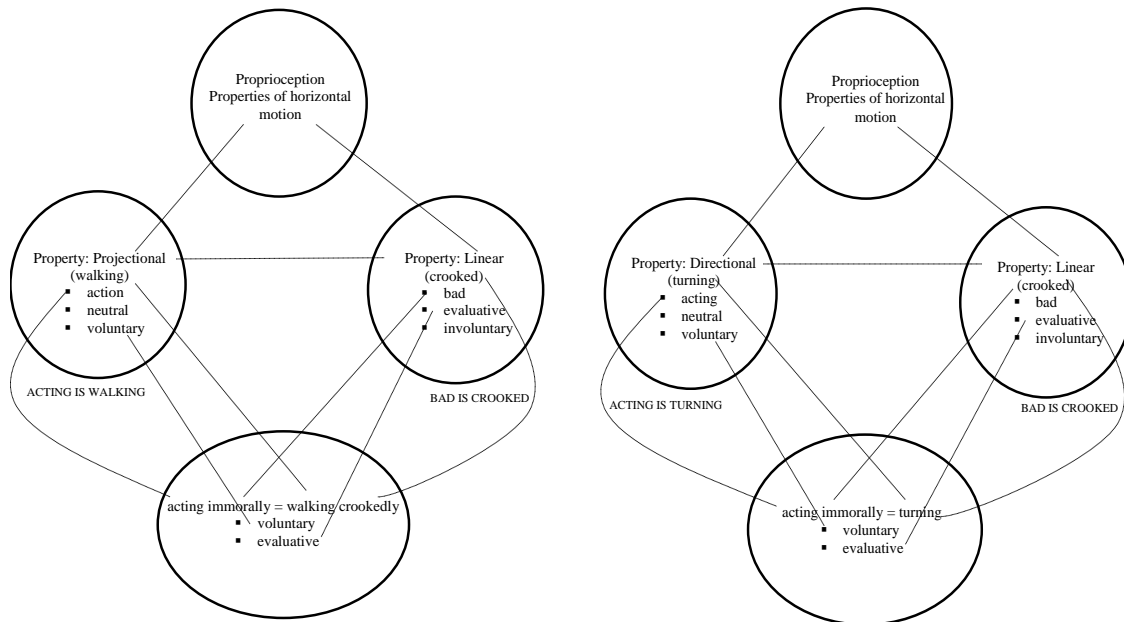 Proprioception
Properties of horizontal
motion
Property: Projectional
(walking)
▪ action
▪ neutral
▪ voluntary
Property: Linear
(crooked)
▪ bad
▪ evaluative
▪ involuntary
ACTING IS WALKING
BAD IS CROOKED
acting immorally = walking crookedly
▪ voluntary
▪ evaluative
Proprioception
Properties of horizontal
motion
Property: Directional
(turning)
▪ acting
▪ neutral
▪ voluntary
Property: Linear
(crooked)
▪ bad
▪ evaluative
▪ involuntary
ACTING IS TURNING
BAD IS CROOKED
acting immorally = turning
▪ voluntary
▪ evaluative